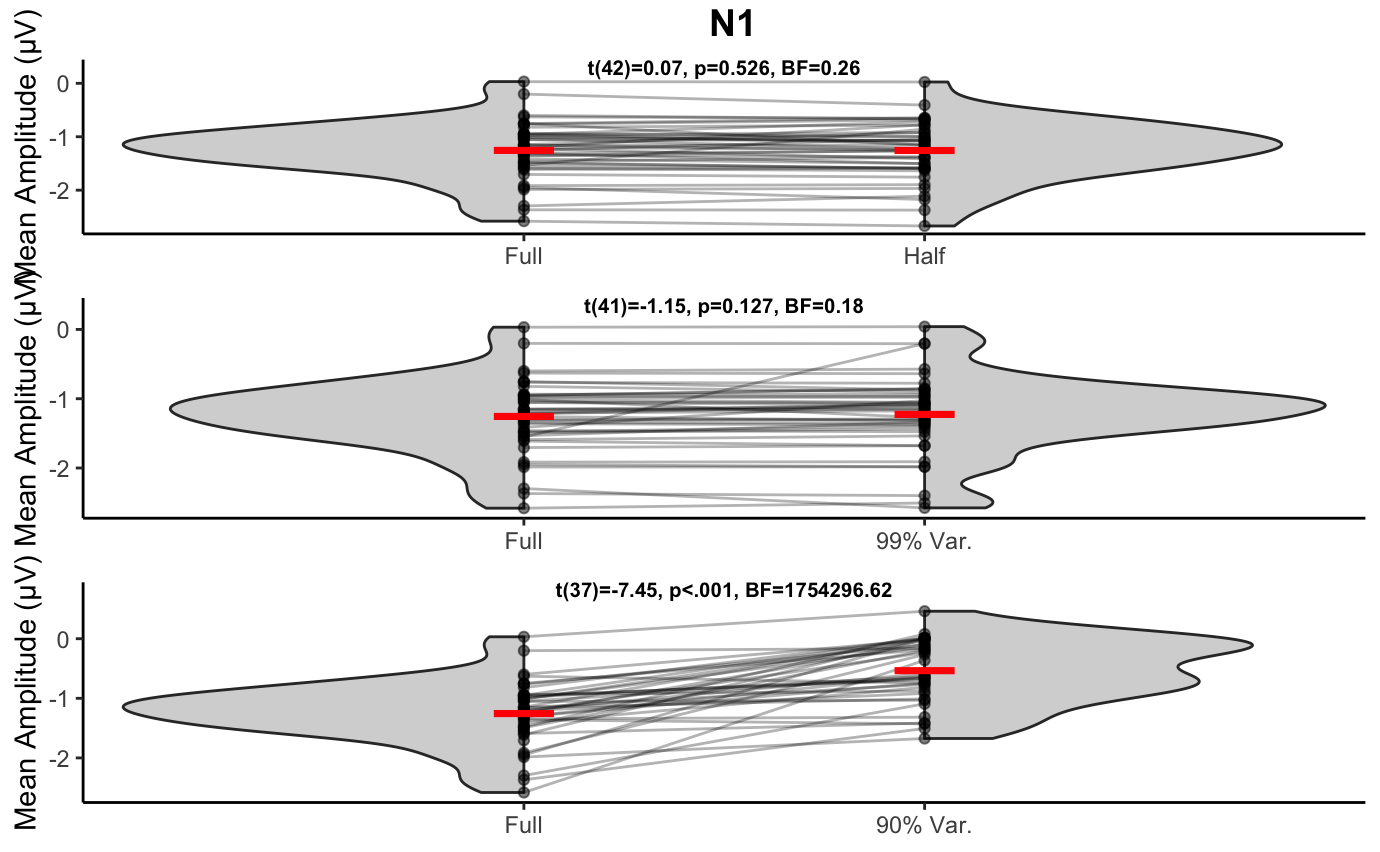 N1
t(42)=0.07, p=0.526, BF=0.26
Mean Amplitude (µV)
0
-1
-2
Full
Half
t(41)=-1.15, p=0.127, BF=0.18
Mean Amplitude (µV)
0
-1
-2
Full
99% Var.
t(37)=-7.45, p<.001, BF=1754296.62
Mean Amplitude (µV)
0
-1
-2
Full
90% Var.